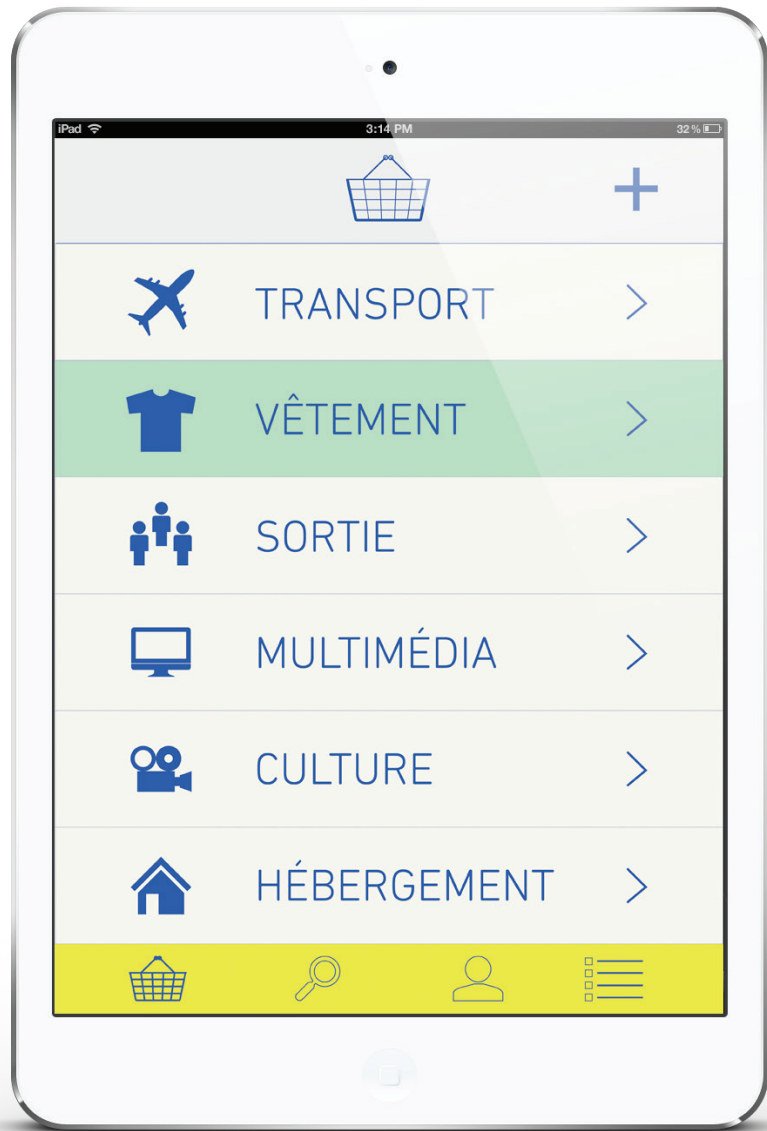 iPad 3:14 PM 32 %
TRANSPORT
VÊTEMENT
SORTIE
MULTIMÉDIA
CULTURE
HÉBERGEMENT